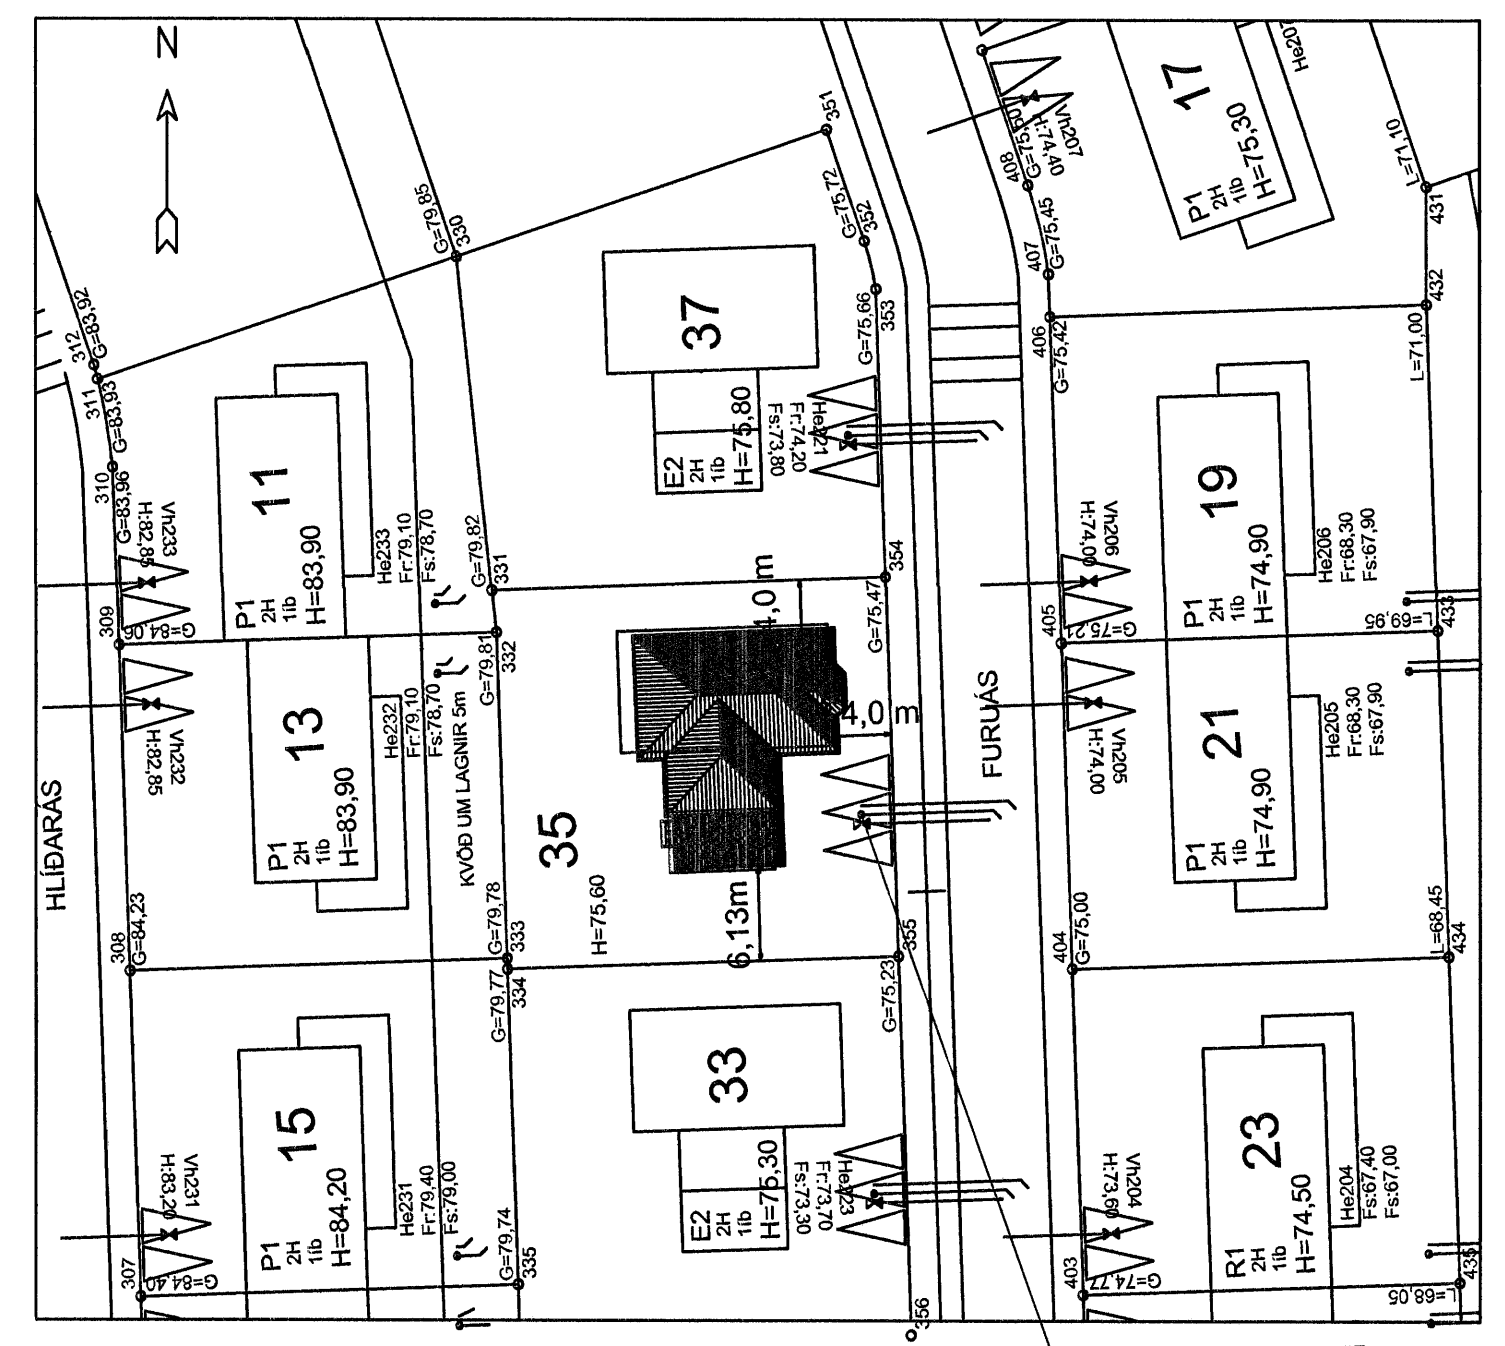 N
HLÍÐARÁS
FURUÁS
KVÖÐ UM LAGNIR 5m
312
G=83,92
311
G=83,93
310
G=83,96
309
G=84,06
308
G=84,23
307
G=84,40
Vh233
H:82,85
Vh232
H:82,85
Vh231
H:83,20
11
P1
2H
1íb
H=83,90
He233
Fr:79,10
Fs:78,70
13
P1
2H
1íb
H=83,90
He232
Fr:79,10
Fs:78,70
15
P1
2H
1íb
H=84,20
He231
Fr:79,40
Fs:79,00
G=79,85
330
G=79,82
331
G=79,81
332
G=79,78
333
G=79,77
334
G=79,74
335
351
G=75,72
352
G=75,66
353
354
G=75,47
355
G=75,23
356
37
E2
2H
1íb
H=75,80
He221
Fr:74,20
Fs:73,80
35
H=75,60
4,0 m
4,0 m
6,13m
33
E2
2H
1íb
H=75,30
He223
Fr:73,70
Fs:73,30
408
G=75,60
H:74,40
Vh207
407
G=75,45
406
G=75,42
405
G=75,21
404
G=75,00
403
G=74,77
Vh206
H:74,00
Vh205
H:74,00
Vh204
H:73,60
17
P1
2H
1íb
H=75,30
He207
19
P1
2H
1íb
H=74,90
He206
Fr:68,30
Fs:67,90
21
P1
2H
1íb
H=74,90
He205
Fr:68,30
Fs:67,90
23
R1
2H
1íb
H=74,50
He204
Fs:67,40
Fs:67,00
L=71,10
431
432
L=71,00
433
L=69,95
L=68,45
434
435
L=68,05